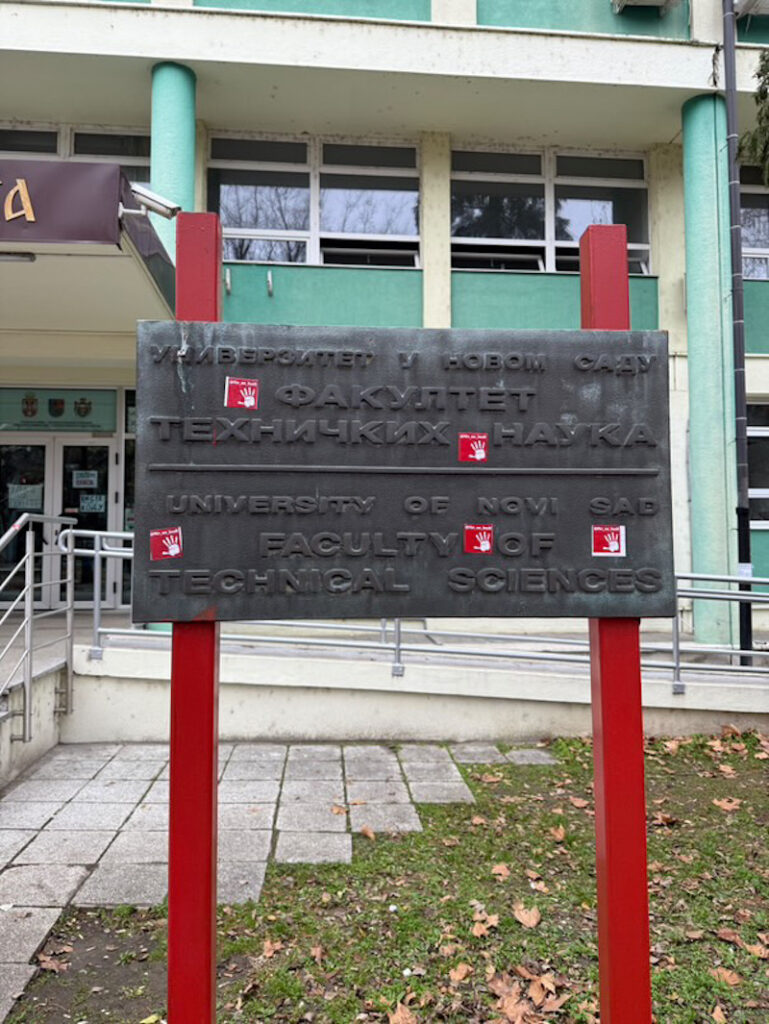 УНИВЕРЗИТЕТ У НОВОМ САДУ
ФАКУЛТЕТ
ТЕХНИЧКИХ НАУКА
UNIVERSITY OF NOVI SAD
FACULTY OF
TECHNICAL SCIENCES